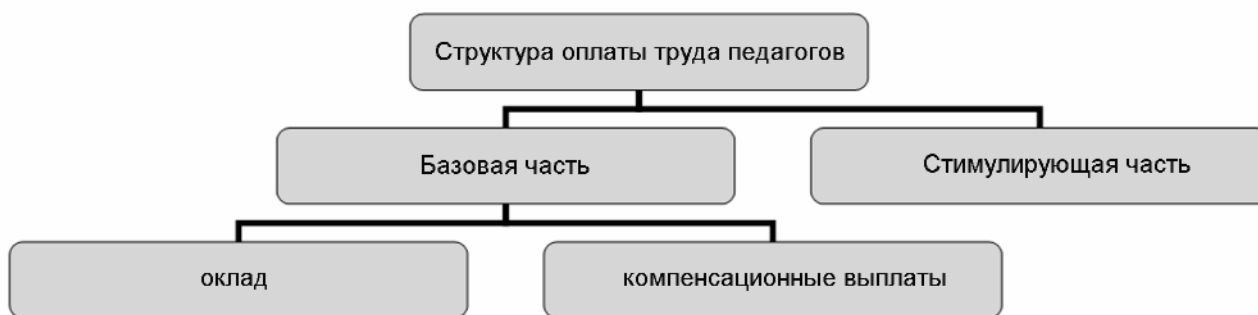 Структура оплаты труда педагогов
Базовая часть
Стимулирующая часть
оклад
компенсационные выплаты